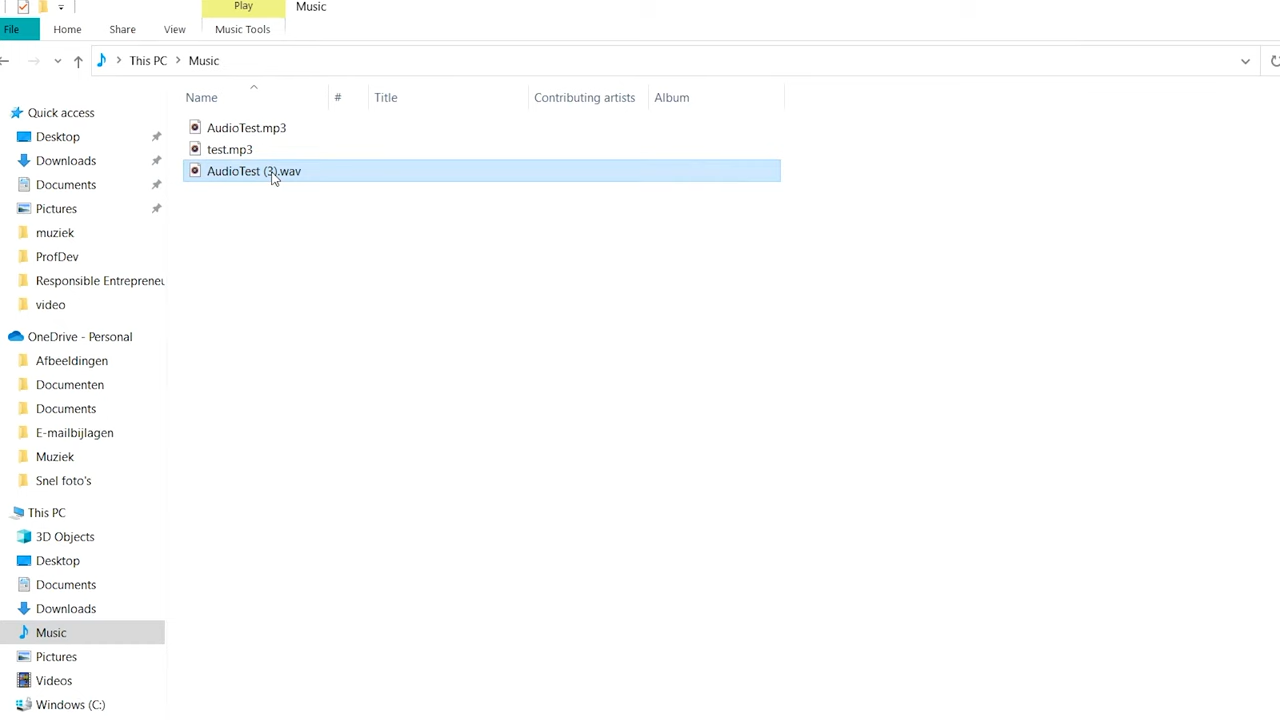 Play
Music
File
Home
Share
View
Music Tools
This PC
Music
Name
#
Title
Contributing artists
Album
AudioTest.mp3
test.mp3
AudioTest (3).wav
Quick access
Desktop
Downloads
Documents
Pictures
muziek
ProfDev
Responsible Entrepreneu
video
OneDrive - Personal
Afbeeldingen
Documenten
Documents
E-mailbijlagen
Muziek
Snel foto's
This PC
3D Objects
Desktop
Documents
Downloads
Music
Pictures
Videos
Windows (C:)